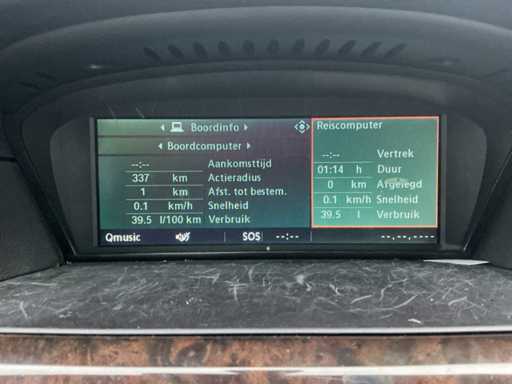 Boordinfo
Boordcomputer
--:-- Aankomsttijd
337 km Actieradius
1 km Afst. tot bestem.
0.1 km/h Snelheid
39.5 l/100 km Verbruik
Reiscomputer
--:-- Vertrek
01:14 h Duur
0 km Afgelegd
0.1 km/h Snelheid
39.5 l Verbruik
Qmusic SOS --:-- --.--.----